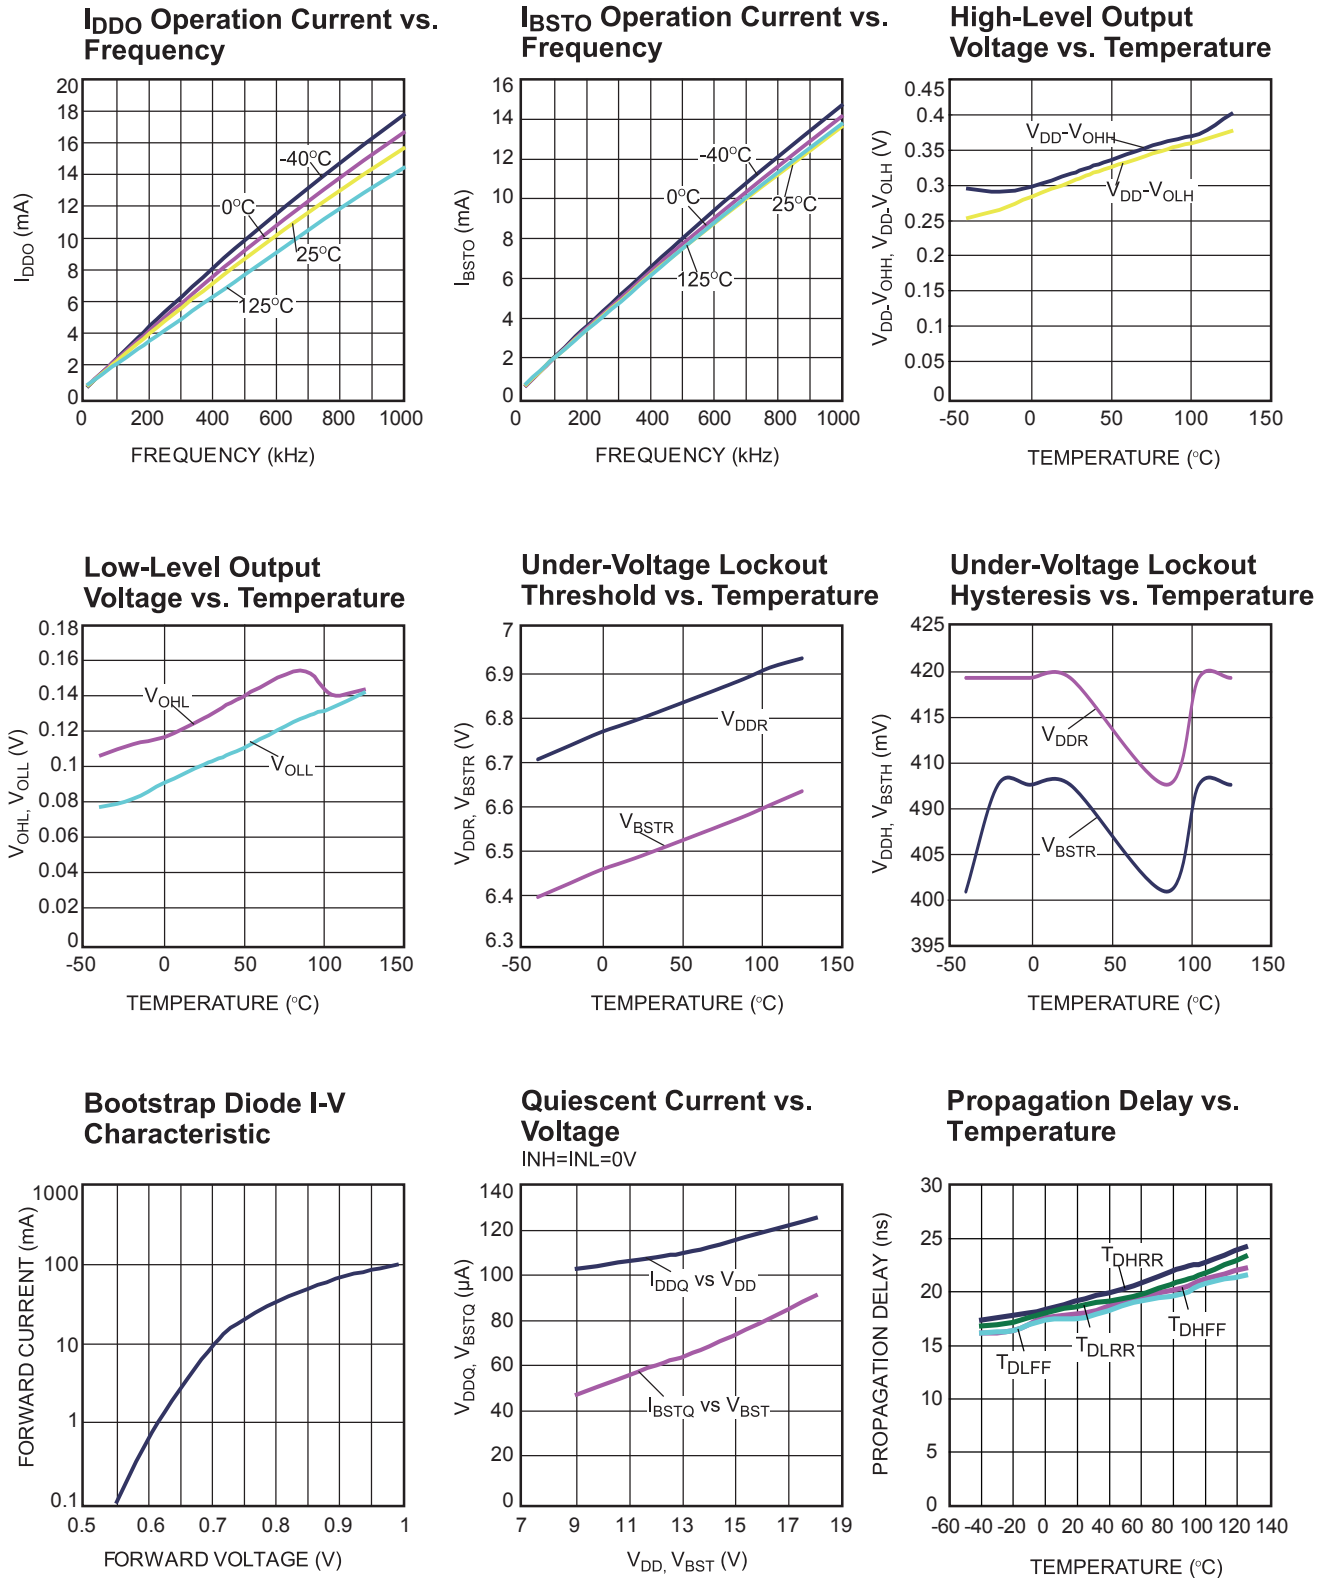 IDDO Operation Current vs.
Frequency
20
18
16
14
12
10
8
6
4
2
0
IDDO (mA)
-40°C
0°C
25°C
125°C
0 200 400 600 800 1000
FREQUENCY (kHz)
IBSTO Operation Current vs.
Frequency
16
14
12
10
8
6
4
2
0
IBSTO (mA)
-40°C
0°C
25°C
125°C
0 200 400 600 800 1000
FREQUENCY (kHz)
High-Level Output
Voltage vs. Temperature
0.45
0.4
0.35
0.3
0.25
0.2
0.15
0.1
0.05
0
VDD-VOHH, VDD-VOLH (V)
VDD-VOHH
VDD-VOLH
-50 0 50 100 150
TEMPERATURE (°C)
Low-Level Output
Voltage vs. Temperature
0.18
0.16
0.14
0.12
0.1
0.08
0.06
0.04
0.02
0
VOHL, VOLL (V)
VOHL
VOLL
-50 0 50 100 150
TEMPERATURE (°C)
Under-Voltage Lockout
Threshold vs. Temperature
7
6.9
6.8
6.7
6.6
6.5
6.4
6.3
VDDR, VBSTR (V)
VDDR
VBSTR
-50 0 50 100 150
TEMPERATURE (°C)
Under-Voltage Lockout
Hysteresis vs. Temperature
425
420
415
410
490
405
400
395
VDDH, VBSTH (mV)
VDDR
VBSTR
-50 0 50 100 150
TEMPERATURE (°C)
Bootstrap Diode I-V
Characteristic
1000
100
10
1
0.1
FORWARD CURRENT (mA)
0.5 0.6 0.7 0.8 0.9 1
FORWARD VOLTAGE (V)
Quiescent Current vs.
Voltage
INH=INL=0V
140
120
100
80
60
40
20
0
VDDQ, VBSTQ (µA)
IDDQ vs VDD
IBSTQ vs VBST
7 9 11 13 15 17 19
VDD, VBST (V)
Propagation Delay vs.
Temperature
30
25
20
15
10
5
0
PROPAGATION DELAY (ns)
TDHRR
TDHFF
TDLRR
TDLFF
-60 -40 -20 0 20 40 60 80 100 120 140
TEMPERATURE (°C)